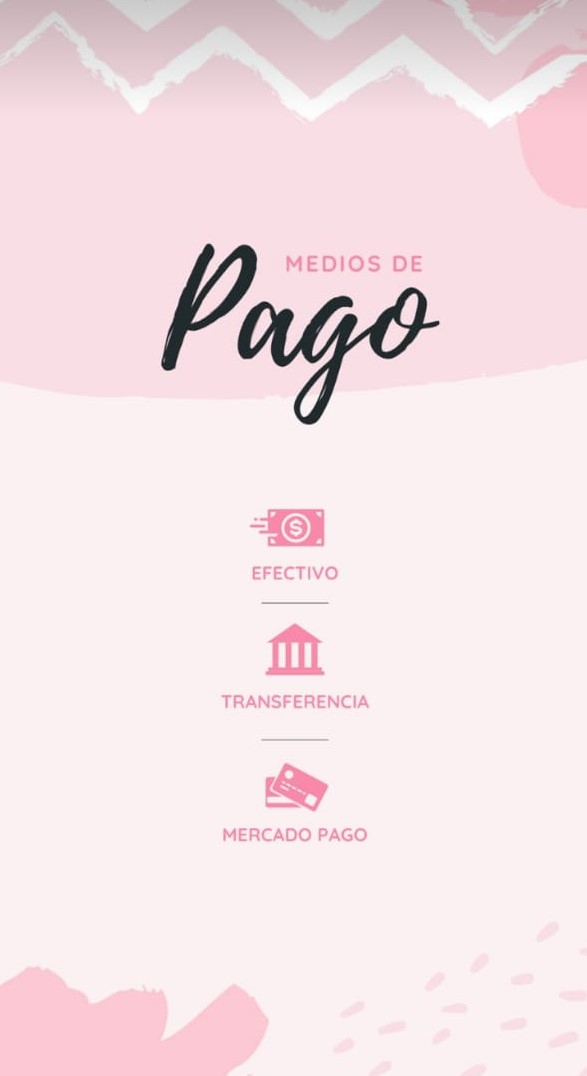 MEDIOS DE
Pago
EFECTIVO
TRANSFERENCIA
MERCADO PAGO